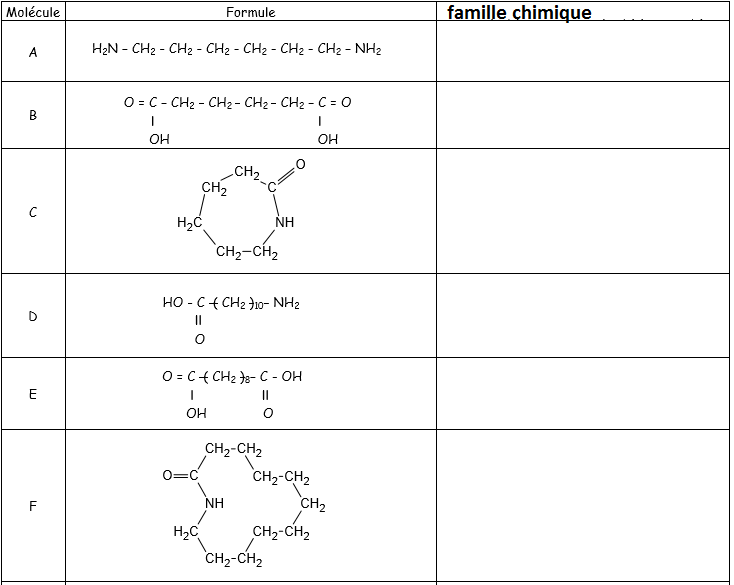 Molécule Formule famille chimique
A H₂N – CH₂ – CH₂ – CH₂ – CH₂ – CH₂ – CH₂ – NH₂
B O = C – CH₂ – CH₂ – CH₂ – CH₂ – C = O
OH OH
C
CH₂ O
CH₂ C
H₂C NH
CH₂–CH₂
D HO – C –( CH₂ )₁₀– NH₂
O
E O = C –( CH₂ )₈– C – OH
OH O
F
CH₂-CH₂
O=C CH₂-CH₂
NH CH₂
H₂C CH₂-CH₂
CH₂-CH₂